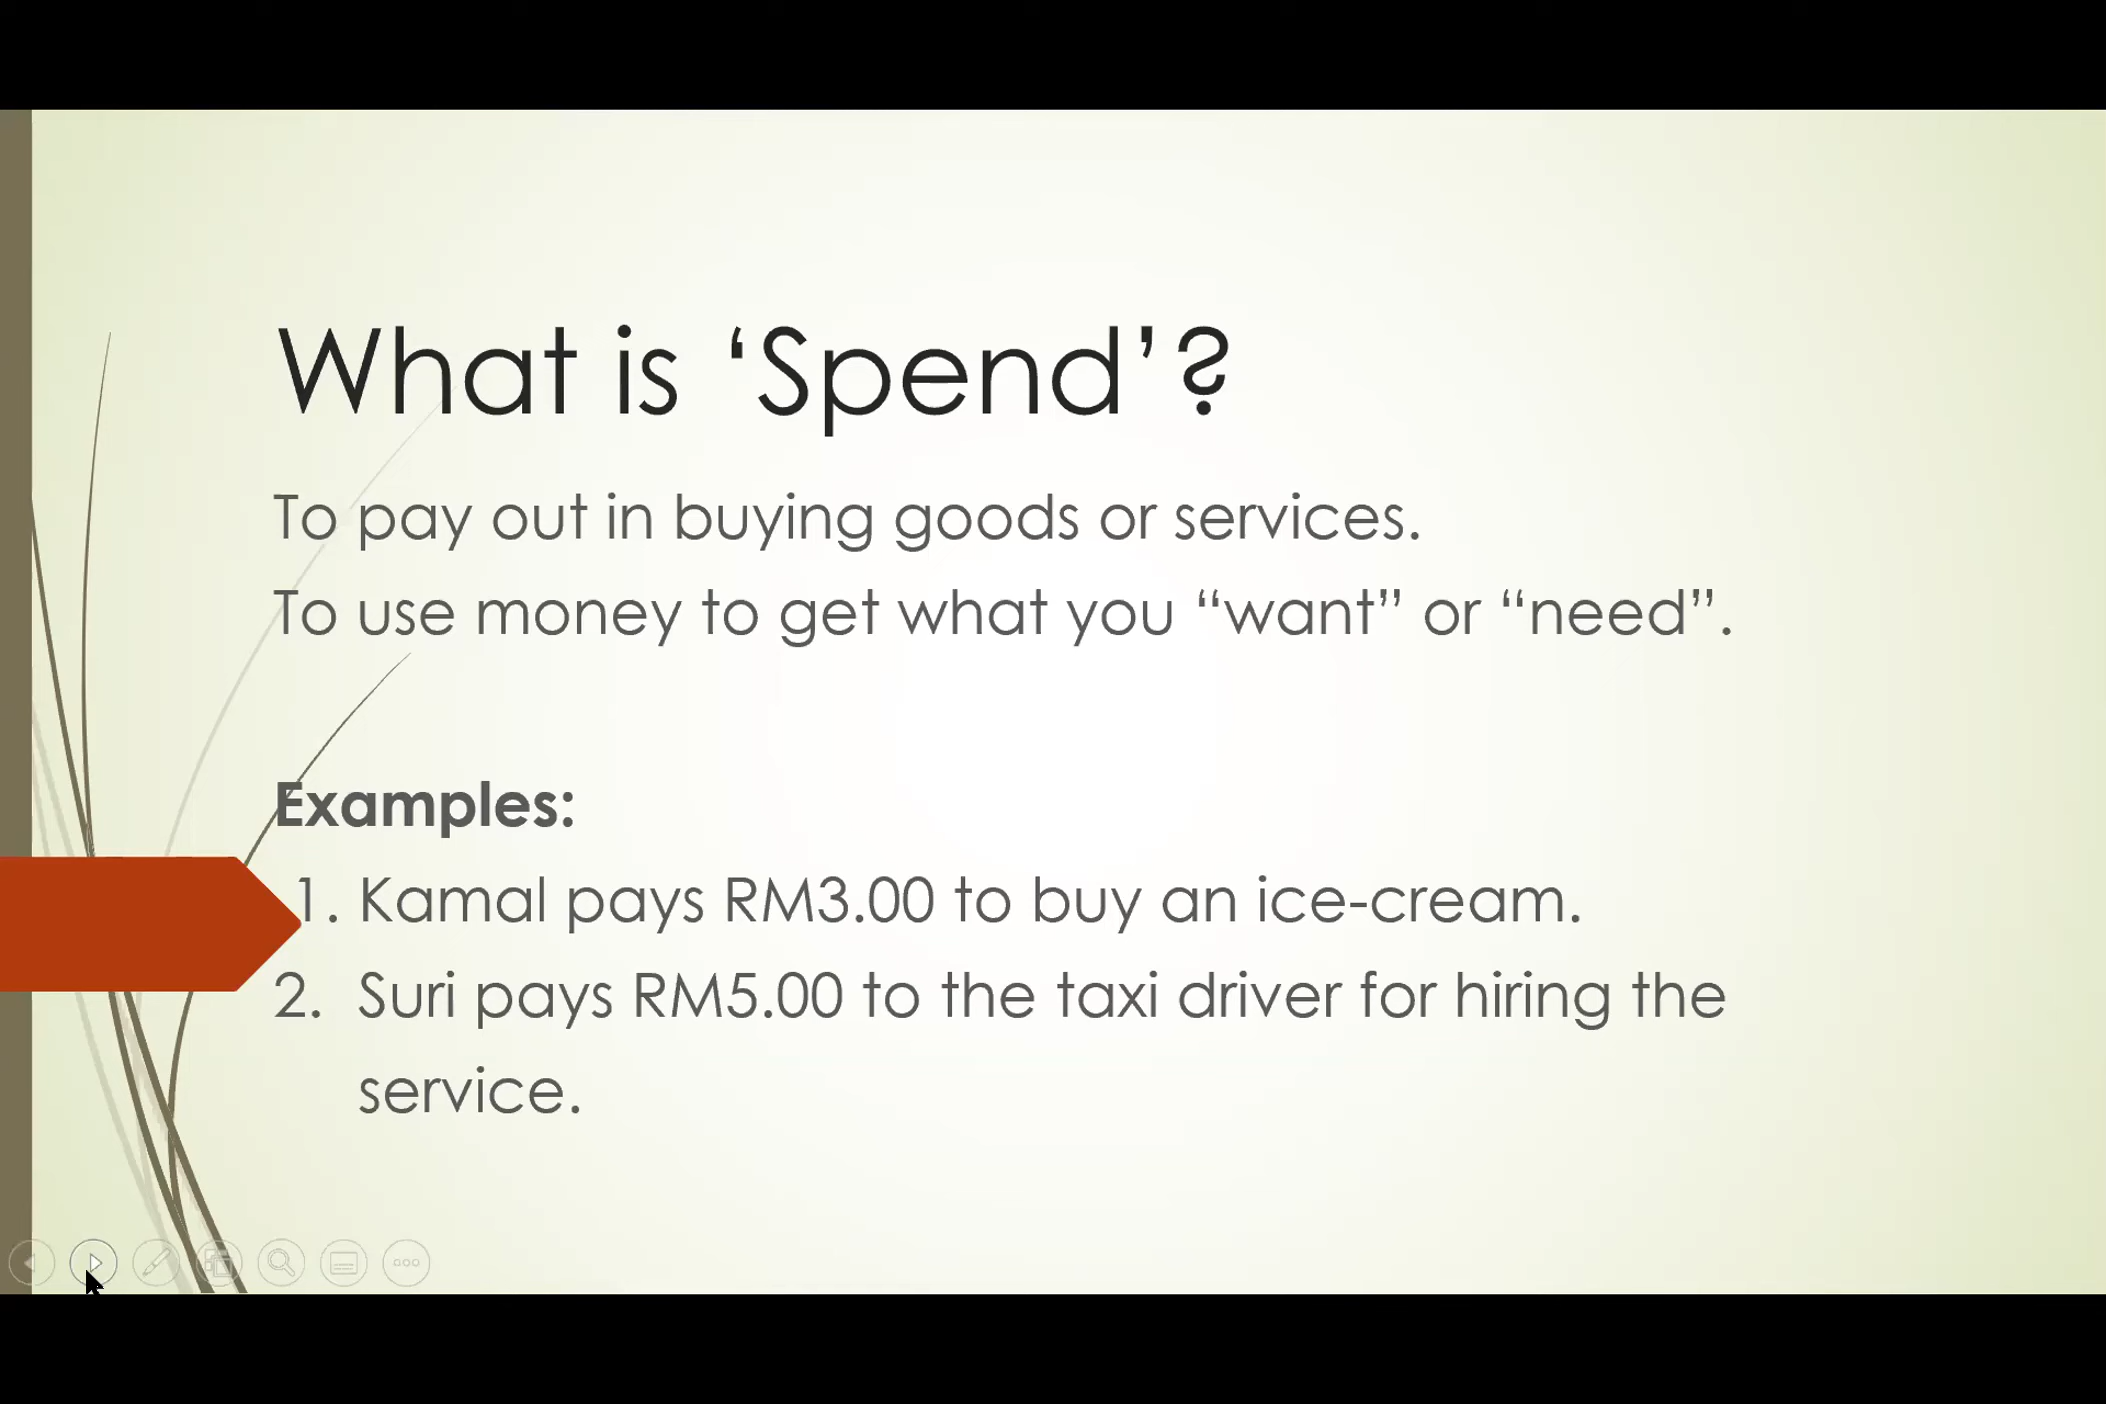 What is ‘Spend’?
To pay out in buying goods or services.
To use money to get what you “want” or “need”.
Examples:
1. Kamal pays RM3.00 to buy an ice-cream.
2. Suri pays RM5.00 to the taxi driver for hiring the
service.